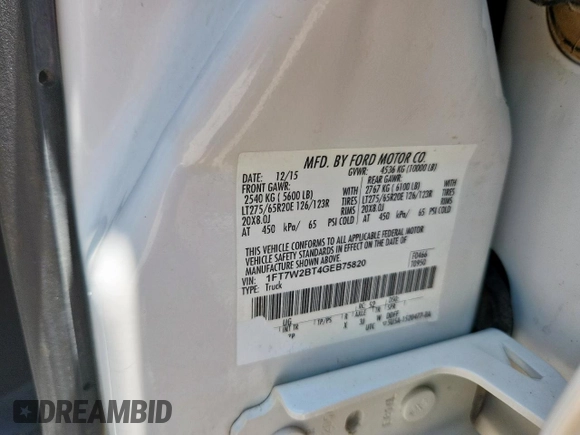 MFD. BY FORD MOTOR CO.
DATE: 12/15 GVWR: 4536 KG (10000 LB)
FRONT GAWR: REAR GAWR:
2540 KG ( 5600 LB) WITH 2767 KG ( 6100 LB) WITH
LT275/65R20E 126/123R TIRES LT275/65R20E 126/123R TIRES
20X8.0J RIMS 20X8.0J RIMS
AT 450 kPa/ 65 PSI COLD AT 450 kPa/ 65 PSI COLD
THIS VEHICLE CONFORMS TO ALL APPLICABLE FEDERAL MOTOR
VEHICLE SAFETY STANDARDS IN EFFECT ON THE DATE OF
MANUFACTURE SHOWN ABOVE.
VIN: 1FT7W2BT4GEB75820 T0466
TYPE: Truck T0950
DREAMBID